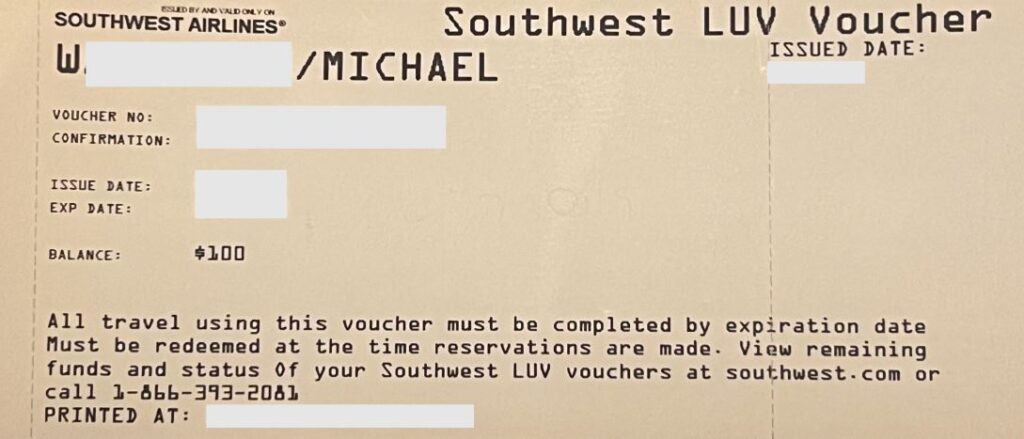 ISSUED BY AND VALID ONLY ON
SOUTHWEST AIRLINES®
Southwest LUV Voucher
ISSUED DATE:
W /MICHAEL
VOUCHER NO:
CONFIRMATION:
ISSUE DATE:
EXP DATE:
BALANCE: $100
All travel using this voucher must be completed by expiration date
Must be redeemed at the time reservations are made. View remaining
funds and status Of your Southwest LUV vouchers at southwest.com or
call 1-866-393-2081
PRINTED AT: